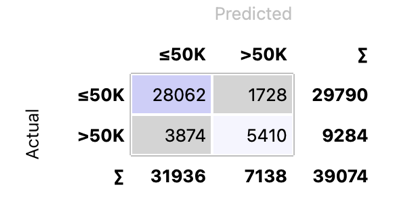 Predicted
≤50K >50K ∑
≤50K 28062 1728 29790
Actual
>50K 3874 5410 9284
∑ 31936 7138 39074